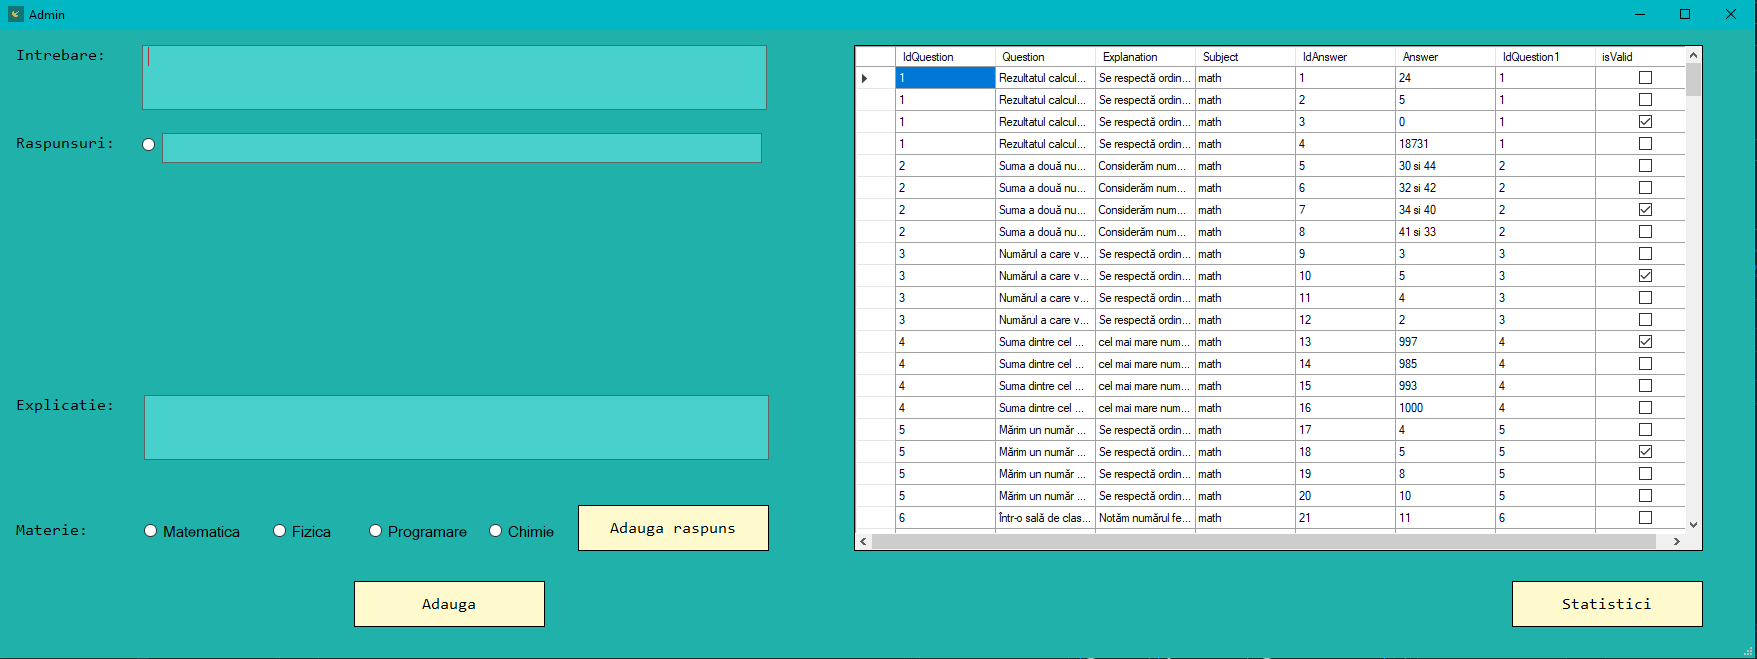 Admin
Intrebare:
Raspunsuri:
Explicatie:
Materie:
Matematica
Fizica
Programare
Chimie
Adauga raspuns
Adauga
IdQuestion Question Explanation Subject IdAnswer Answer IdQuestion1 isValid
1 Rezultatul calcul... Se respectă ordin... math 1 24 1
1 Rezultatul calcul... Se respectă ordin... math 2 5 1
1 Rezultatul calcul... Se respectă ordin... math 3 0 1
1 Rezultatul calcul... Se respectă ordin... math 4 18731 1
2 Suma a două nu... Considerăm num... math 5 30 si 44 2
2 Suma a două nu... Considerăm num... math 6 32 si 42 2
2 Suma a două nu... Considerăm num... math 7 34 si 40 2
2 Suma a două nu... Considerăm num... math 8 41 si 33 2
3 Numărul a care v... Se respectă ordin... math 9 3 3
3 Numărul a care v... Se respectă ordin... math 10 5 3
3 Numărul a care v... Se respectă ordin... math 11 4 3
3 Numărul a care v... Se respectă ordin... math 12 2 3
4 Suma dintre cel ... cel mai mare num... math 13 997 4
4 Suma dintre cel ... cel mai mare num... math 14 985 4
4 Suma dintre cel ... cel mai mare num... math 15 993 4
4 Suma dintre cel ... cel mai mare num... math 16 1000 4
5 Mărim un număr ... Se respectă ordin... math 17 4 5
5 Mărim un număr ... Se respectă ordin... math 18 5 5
5 Mărim un număr ... Se respectă ordin... math 19 8 5
5 Mărim un număr ... Se respectă ordin... math 20 10 5
6 într-o sală de clas... Notăm numărul fe... math 21 11 6
Statistici